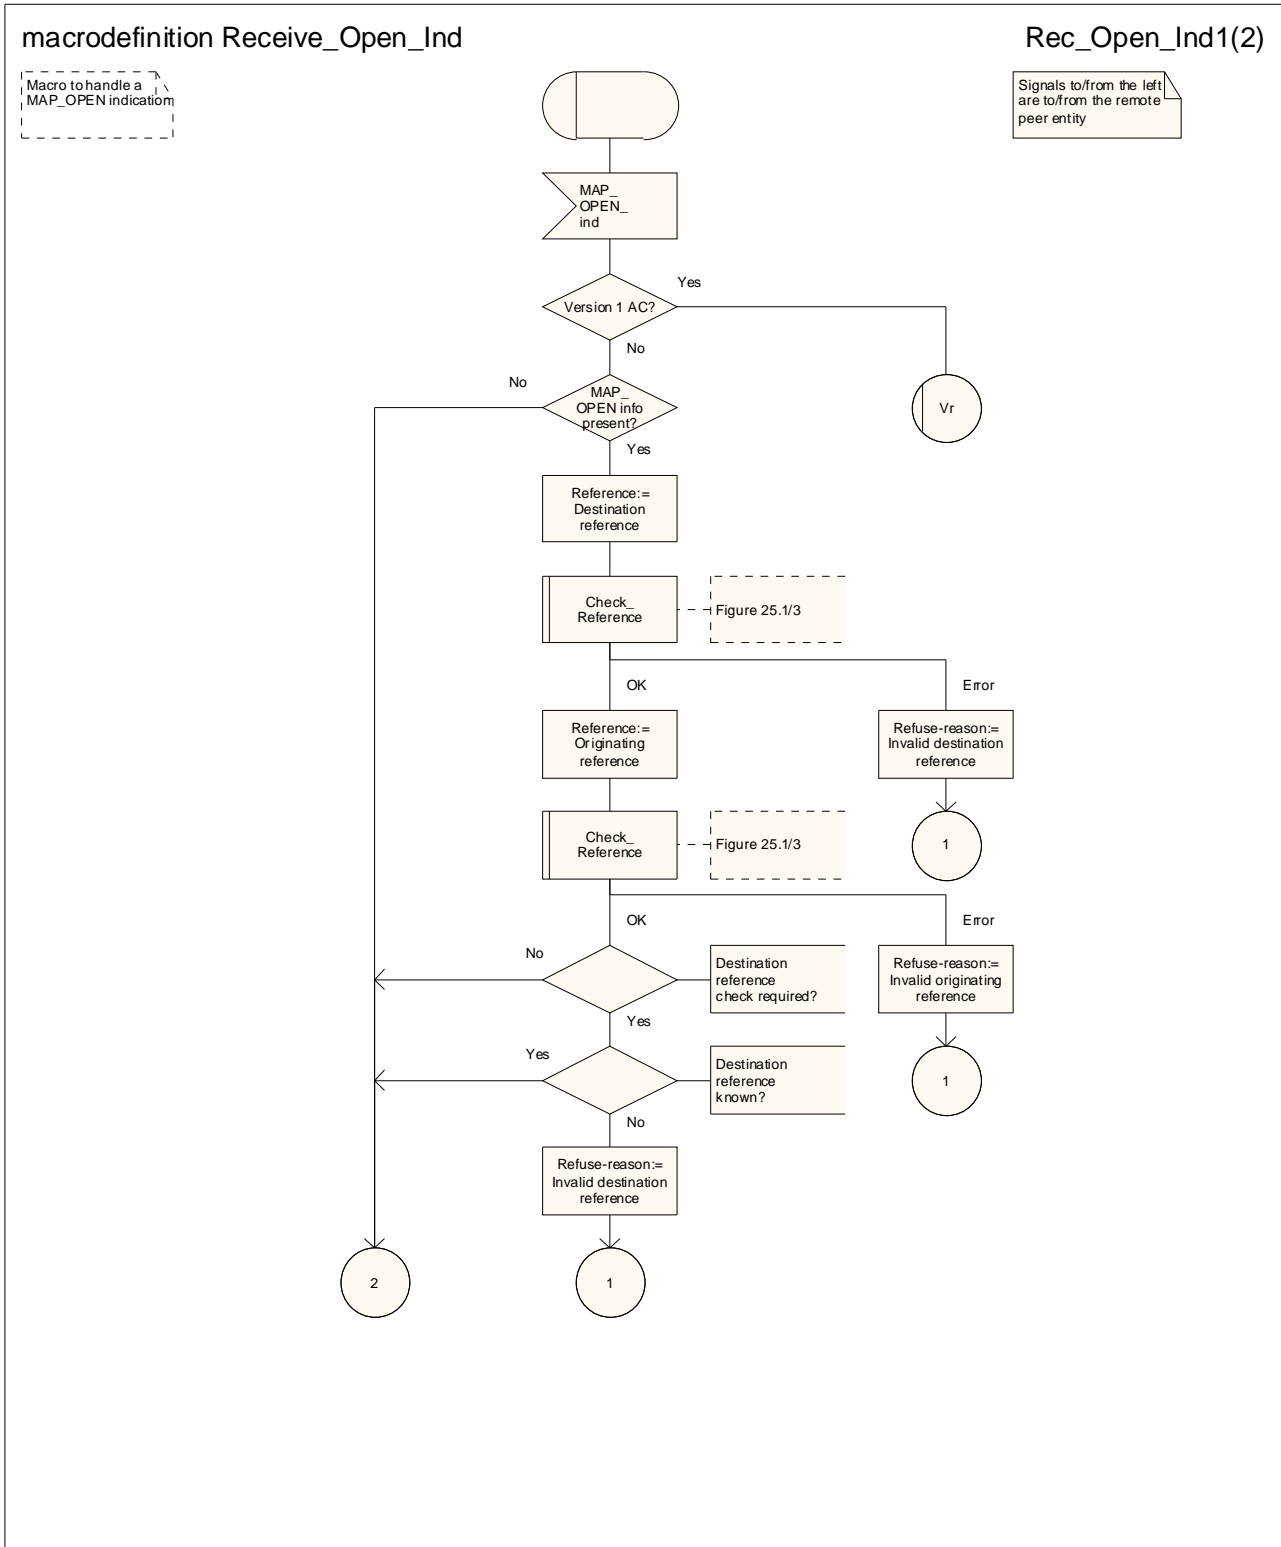 macrodefinition Receive_Open_Ind
Rec_Open_Ind1(2)
Macro to handle a
MAP_OPEN indication
Signals to/from the left
are to/from the remote
peer entity
MAP_
OPEN_
ind
Yes
Version 1 AC?
No
No
MAP_
OPEN info
present?
Vr
Yes
Reference:=
Destination
reference
Check_
Reference
Figure 25.1/3
OK
Error
Reference:=
Originating
reference
Refuse-reason:=
Invalid destination
reference
Check_
Reference
Figure 25.1/3
1
OK
Error
No
Destination
reference
check required?
Refuse-reason:=
Invalid originating
reference
Yes
Yes
Destination
reference
known?
1
No
Refuse-reason:=
Invalid destination
reference
2
1